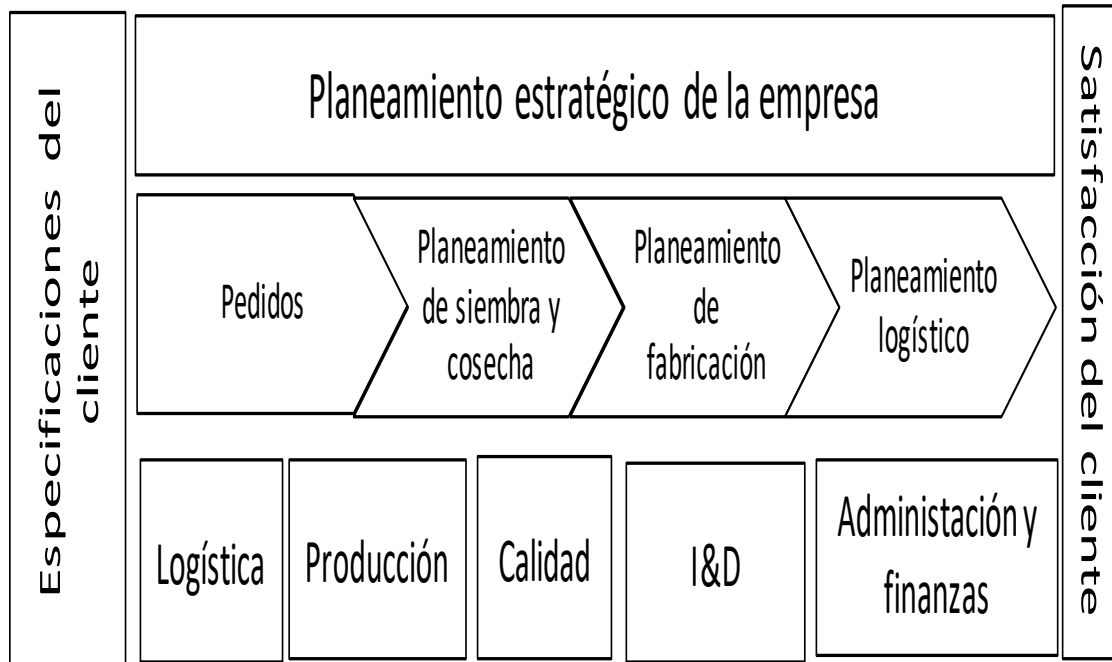 Especificaciones del
cliente
Planeamiento estratégico de la empresa
Pedidos
Planeamiento
de siembra y
cosecha
Planeamiento
de
fabricación
Planeamiento
logístico
Logística
Producción
Calidad
I&D
Administación y
finanzas
Satisfacción del cliente